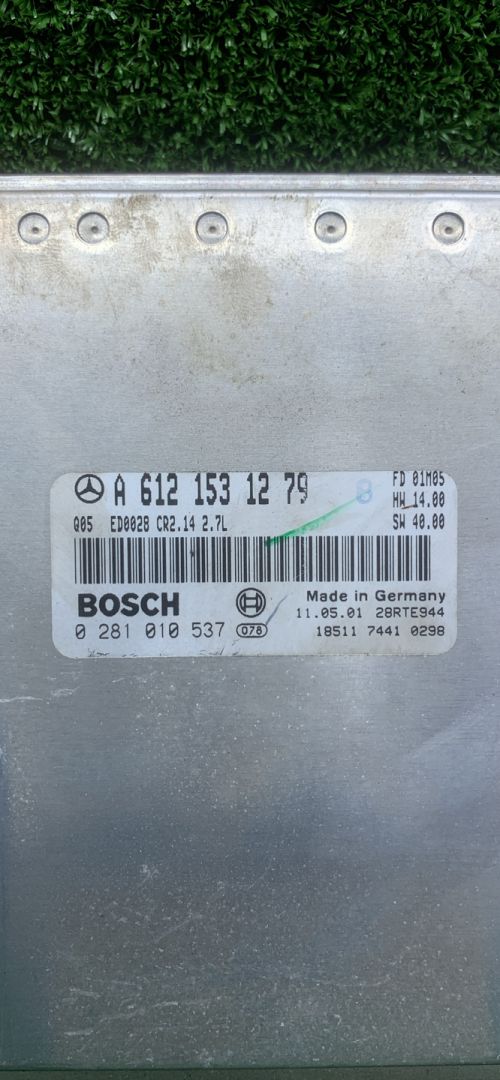 A 612 153 12 79
8
FD 01M05
HW 14.00
Q05 ED0028 CR2.14 2.7L
SW 40.00
BOSCH
Made in Germany
11.05.01 28RTE944
0 281 010 537 078
18511 7441 0298